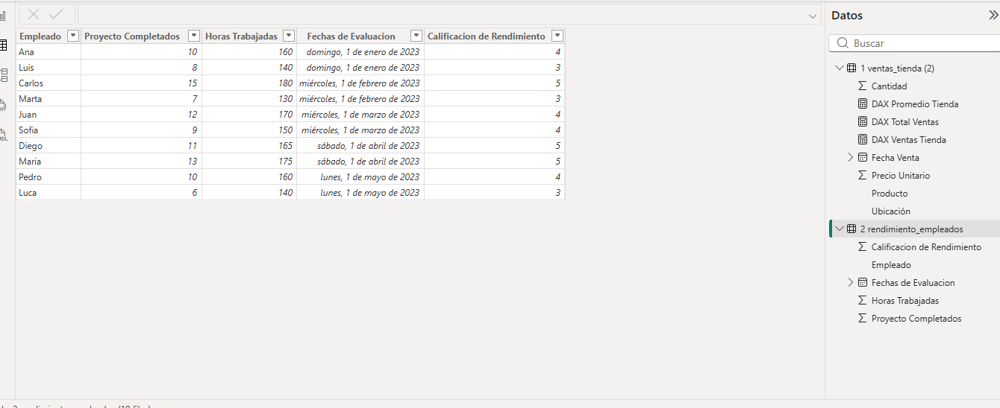 Empleado Proyecto Completados Horas Trabajadas Fechas de Evaluacion Calificacion de Rendimiento
Ana 10 160 domingo, 1 de enero de 2023 4
Luis 8 140 domingo, 1 de enero de 2023 3
Carlos 15 180 miércoles, 1 de febrero de 2023 5
Marta 7 130 miércoles, 1 de febrero de 2023 3
Juan 12 170 miércoles, 1 de marzo de 2023 4
Sofia 9 150 miércoles, 1 de marzo de 2023 4
Diego 11 165 sábado, 1 de abril de 2023 5
Maria 13 175 sábado, 1 de abril de 2023 5
Pedro 10 160 lunes, 1 de mayo de 2023 4
Luca 6 140 lunes, 1 de mayo de 2023 3
Datos
Buscar
1 ventas_tienda (2)
Cantidad
DAX Promedio Tienda
DAX Total Ventas
DAX Ventas Tienda
Fecha Venta
Precio Unitario
Producto
Ubicación
2 rendimiento_empleados
Calificacion de Rendimiento
Empleado
Fechas de Evaluacion
Horas Trabajadas
Proyecto Completados